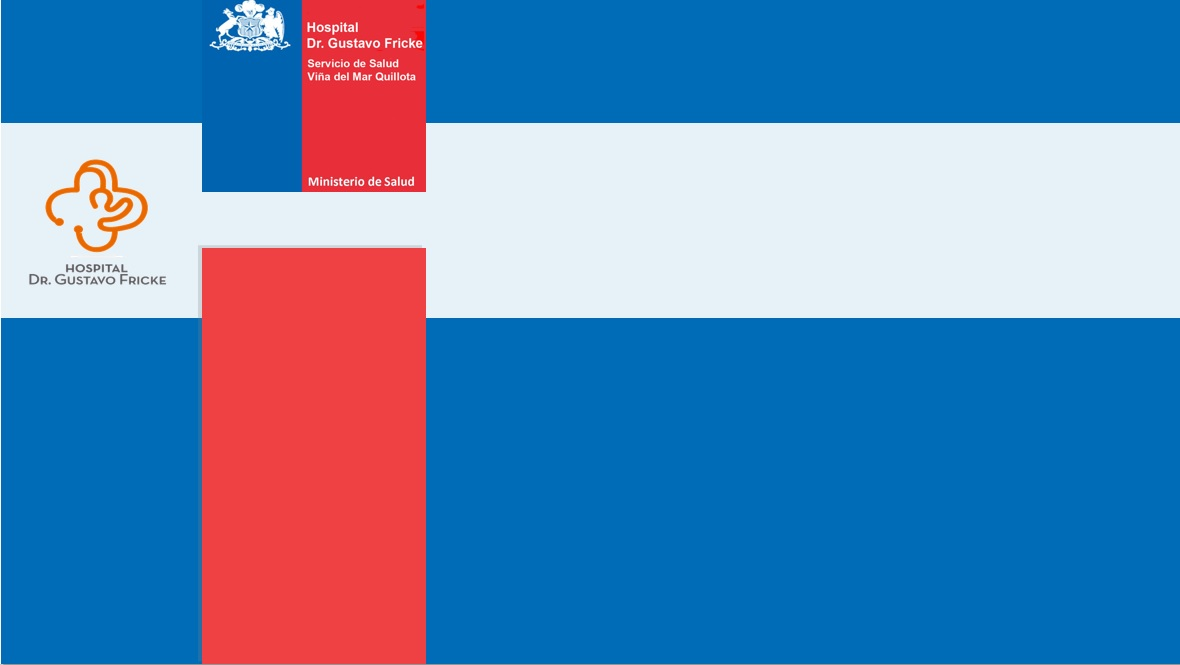 Hospital
Dr. Gustavo Fricke
Servicio de Salud
Viña del Mar Quillota
Ministerio de Salud
HOSPITAL
DR. GUSTAVO FRICKE